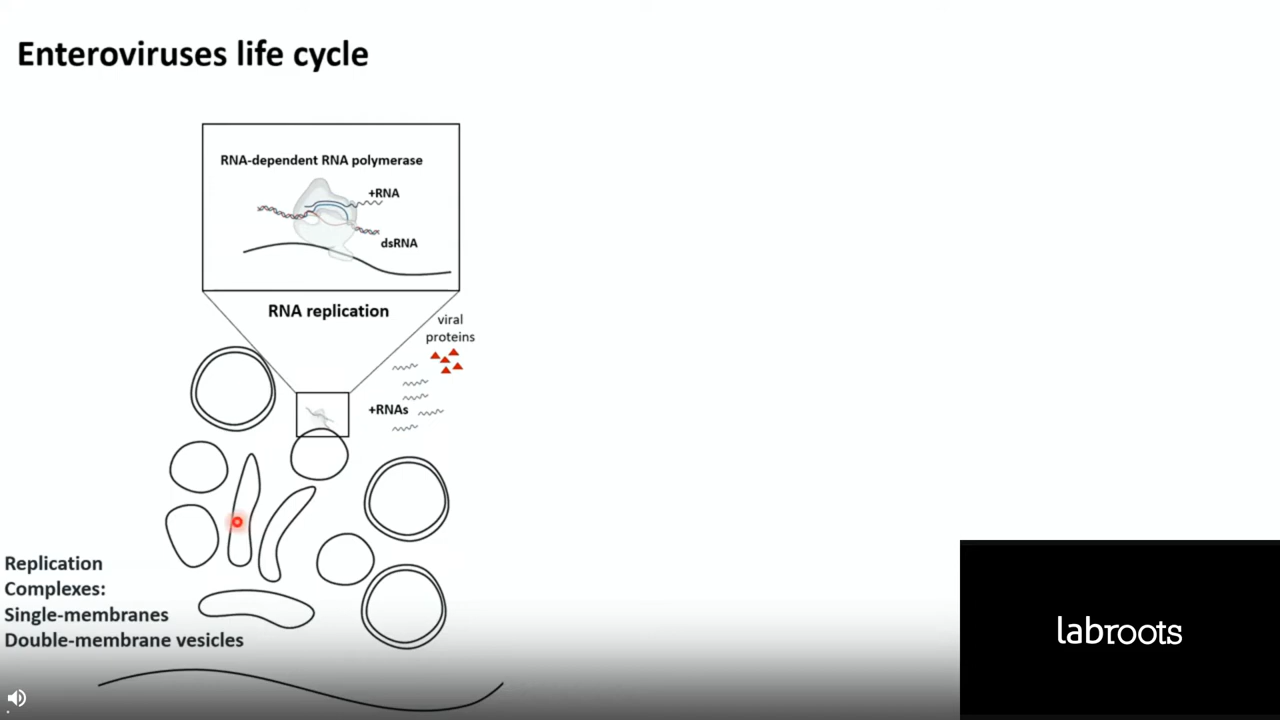 Enteroviruses life cycle
RNA-dependent RNA polymerase
+RNA
dsRNA
RNA replication
viral
proteins
+RNAs
Replication
Complexes:
Single-membranes
Double-membrane vesicles
labroots